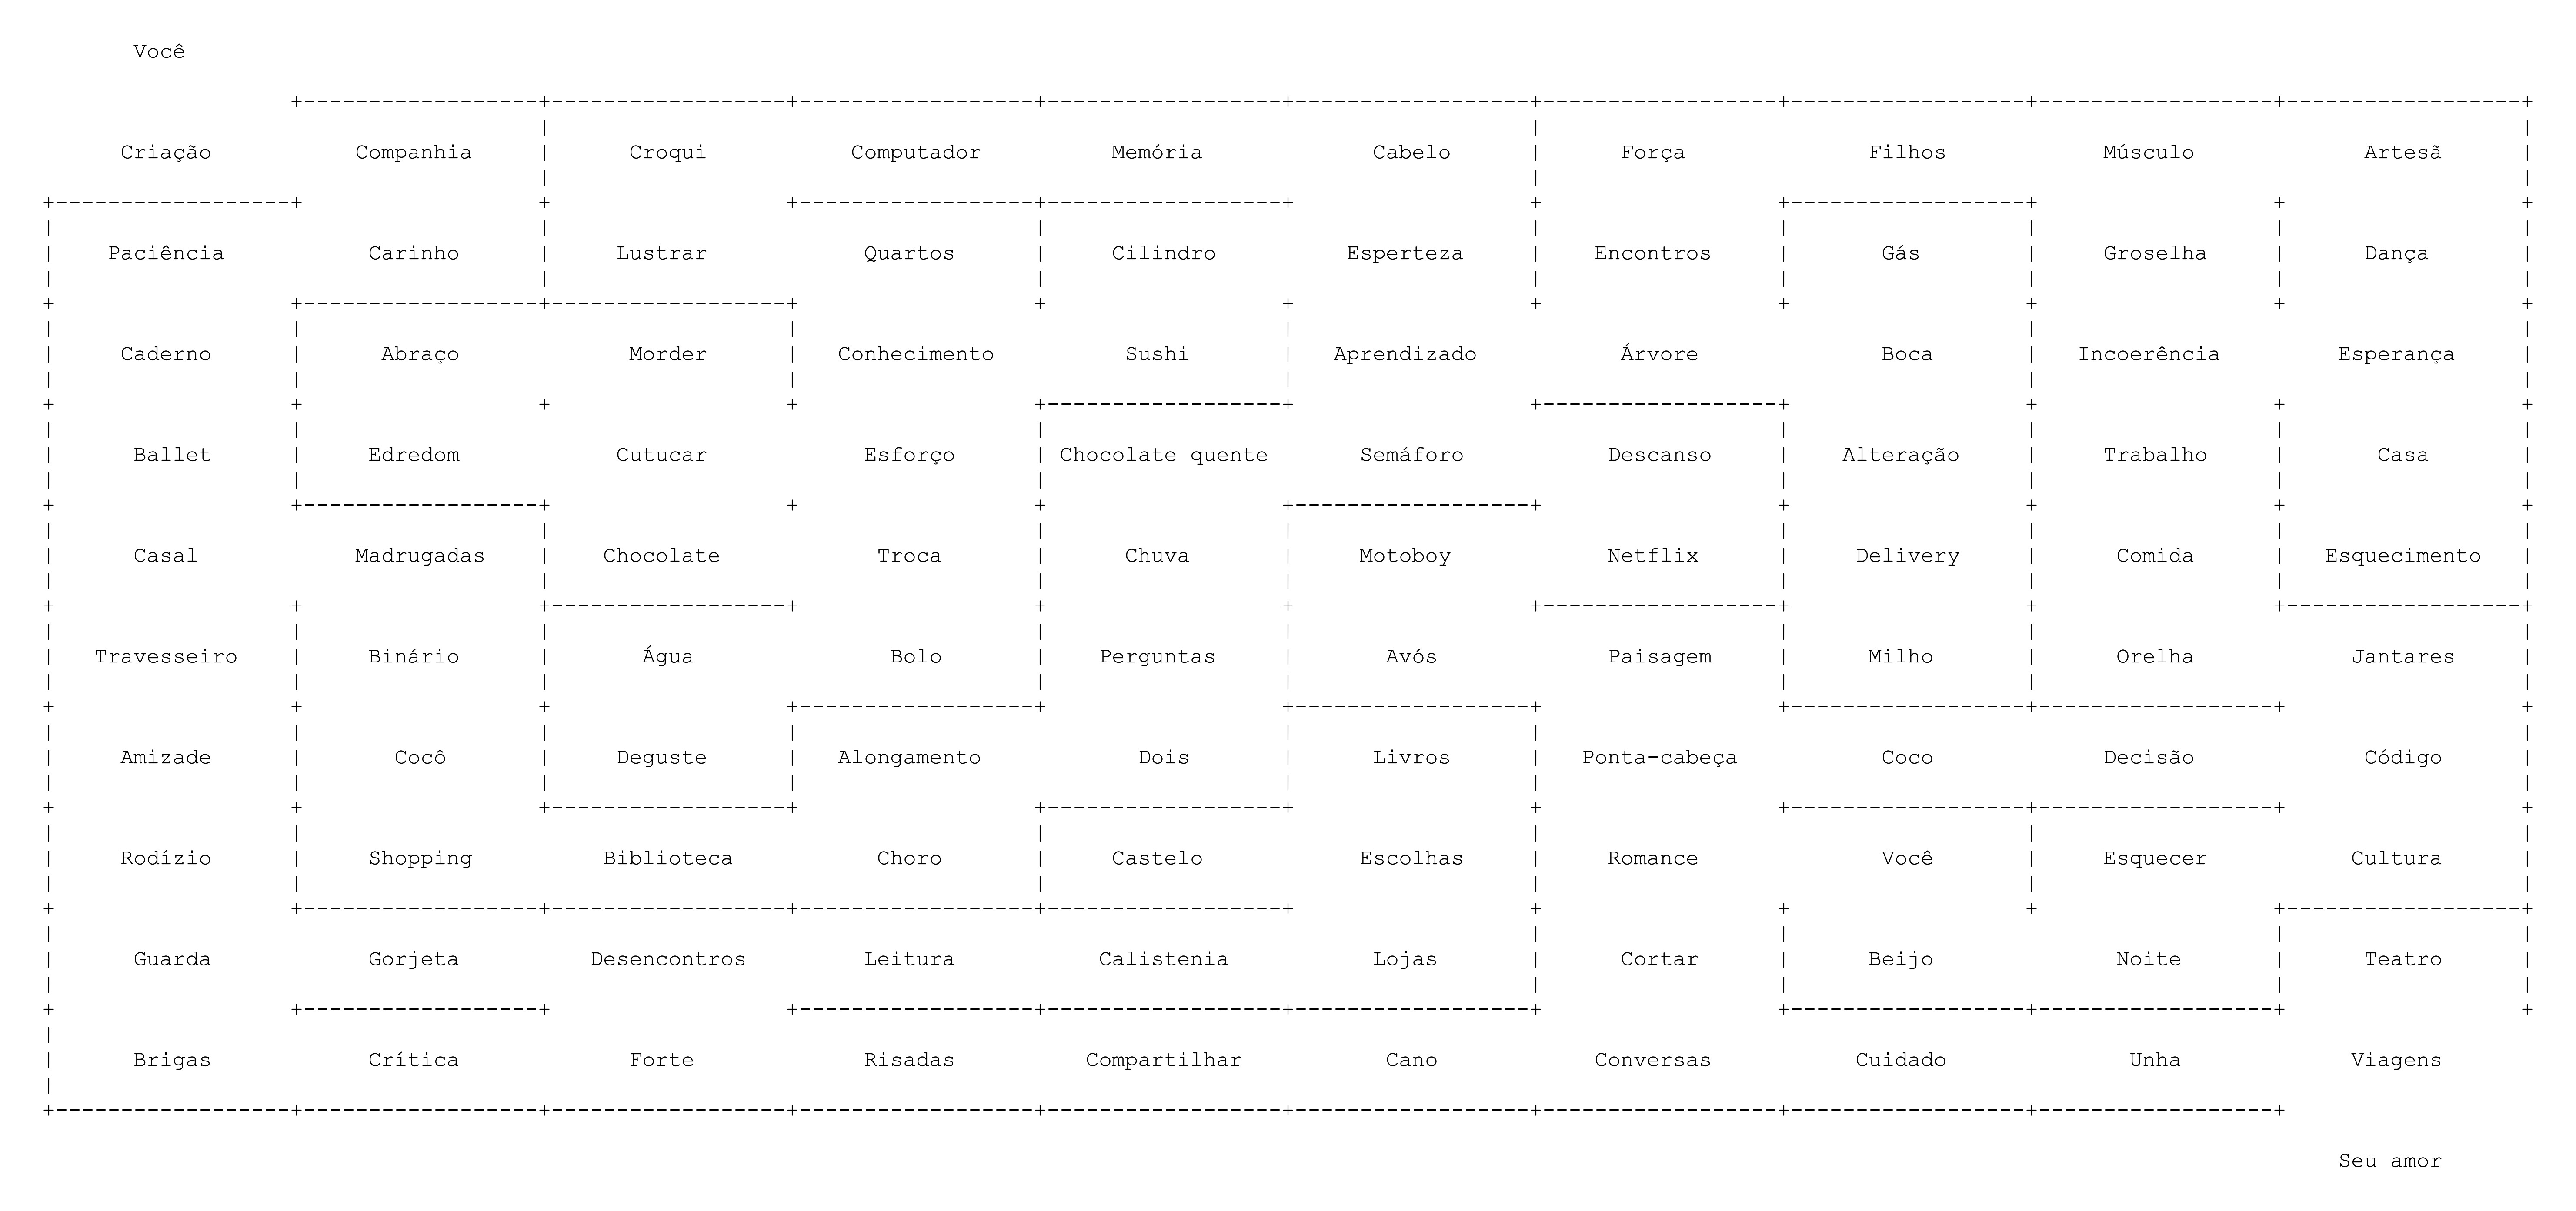 Você
Criação Companhia Croqui Computador Memória Cabelo Força Filhos Músculo Artesã
Paciência Carinho Lustrar Quartos Cilindro Esperteza Encontros Gás Groselha Dança
Caderno Abraço Morder Conhecimento Sushi Aprendizado Árvore Boca Incoerência Esperança
Ballet Edredom Cutucar Esforço Chocolate quente Semáforo Descanso Alteração Trabalho Casa
Casal Madrugadas Chocolate Troca Chuva Motoboy Netflix Delivery Comida Esquecimento
Travesseiro Binário Água Bolo Perguntas Avós Paisagem Milho Orelha Jantares
Amizade Cocô Deguste Alongamento Dois Livros Ponta-cabeça Coco Decisão Código
Rodízio Shopping Biblioteca Choro Castelo Escolhas Romance Você Esquecer Cultura
Guarda Gorjeta Desencontros Leitura Calistenia Lojas Cortar Beijo Noite Teatro
Brigas Crítica Forte Risadas Compartilhar Cano Conversas Cuidado Unha Viagens
Seu amor